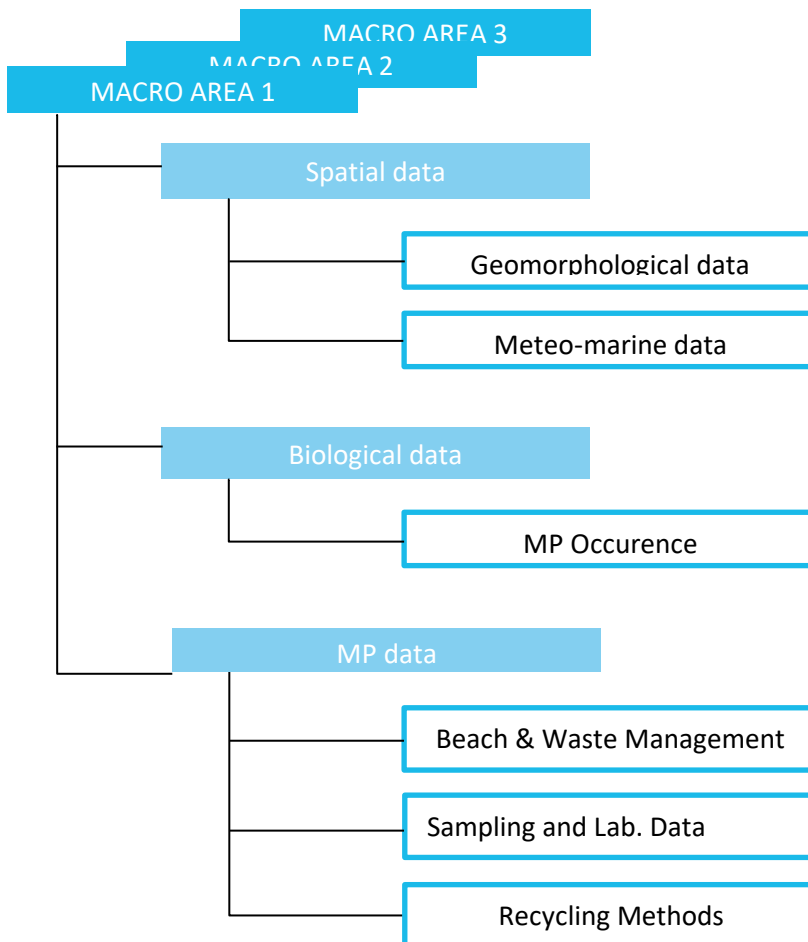 MACRO AREA 3
MACRO AREA 2
MACRO AREA 1
Spatial data
Geomorphological data
Meteo-marine data
Biological data
MP Occurence
MP data
Beach & Waste Management
Sampling and Lab. Data
Recycling Methods